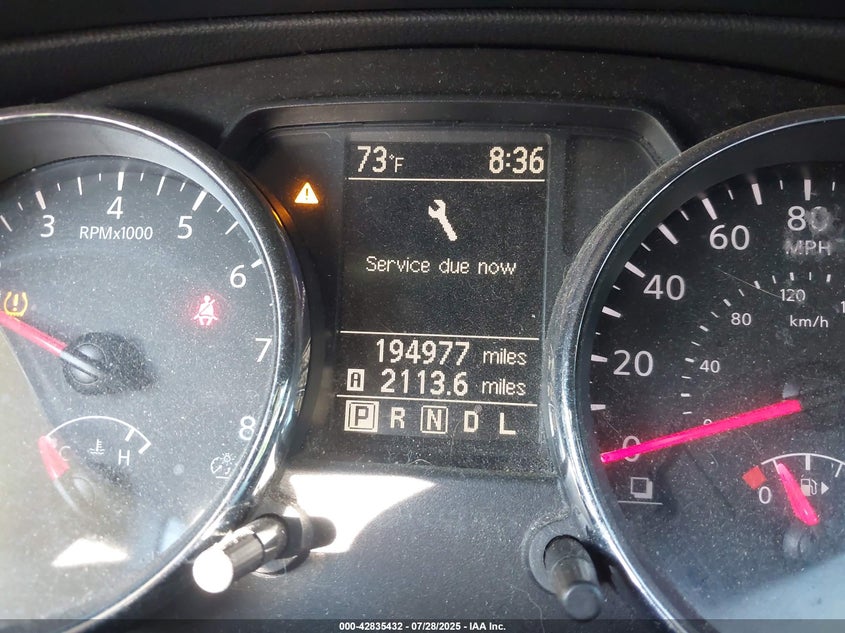 73°F 8:36
Service due now
194977 miles
A 2113.6 miles
P R N D L
3 4 5 6 7 8
RPMx1000
C H
0 20 40 60 80
MPH
40 80 120
km/h
0
000-42835432 - 07/28/2025 - IAA Inc.